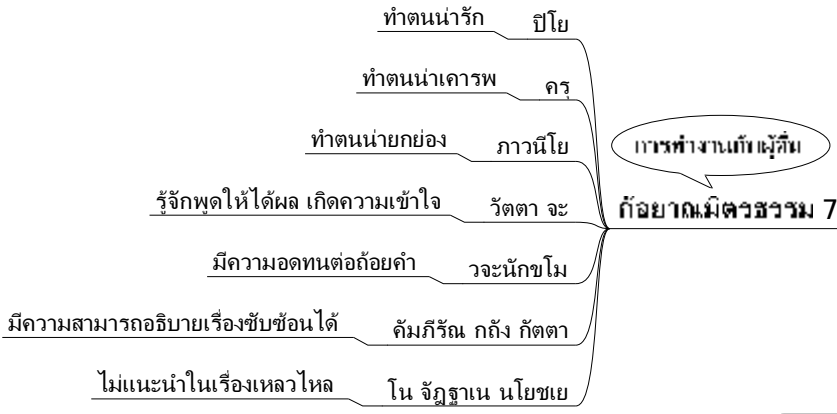 ทำตนน่ารัก ปิโย
ทำตนน่าเคารพ ครุ
ทำตนน่ายกย่อง ภาวนีโย
รู้จักพูดให้ได้ผล เกิดความเข้าใจ วัตตา จะ
มีความอดทนต่อถ้อยคำ วจะนักขโม
มีความสามารถอธิบายเรื่องซับซ้อนได้ คัมภีรัณ กถัง กัตตา
ไม่แนะนำในเรื่องเหลวไหล โน จัฏฐาเน นโยชเย
การทำงานกับผู้อื่น
กัลยาณมิตรธรรม 7